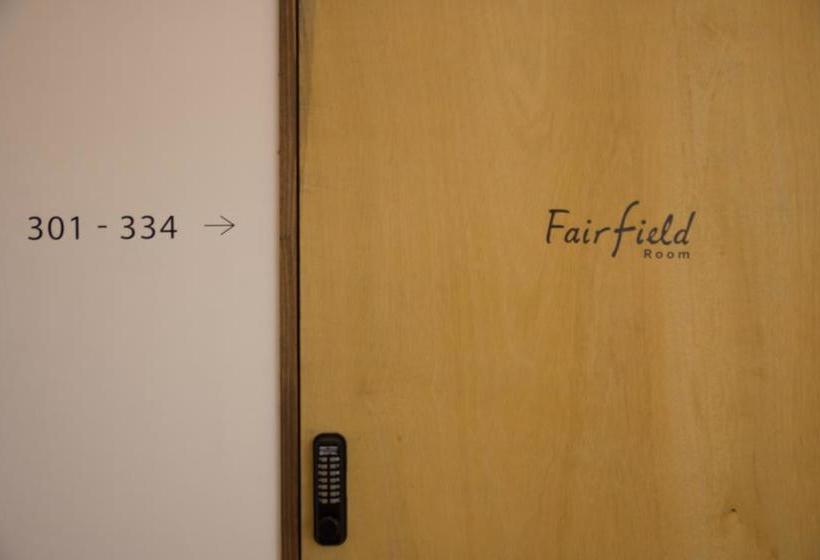 301 - 334 →
Fairfield
Room